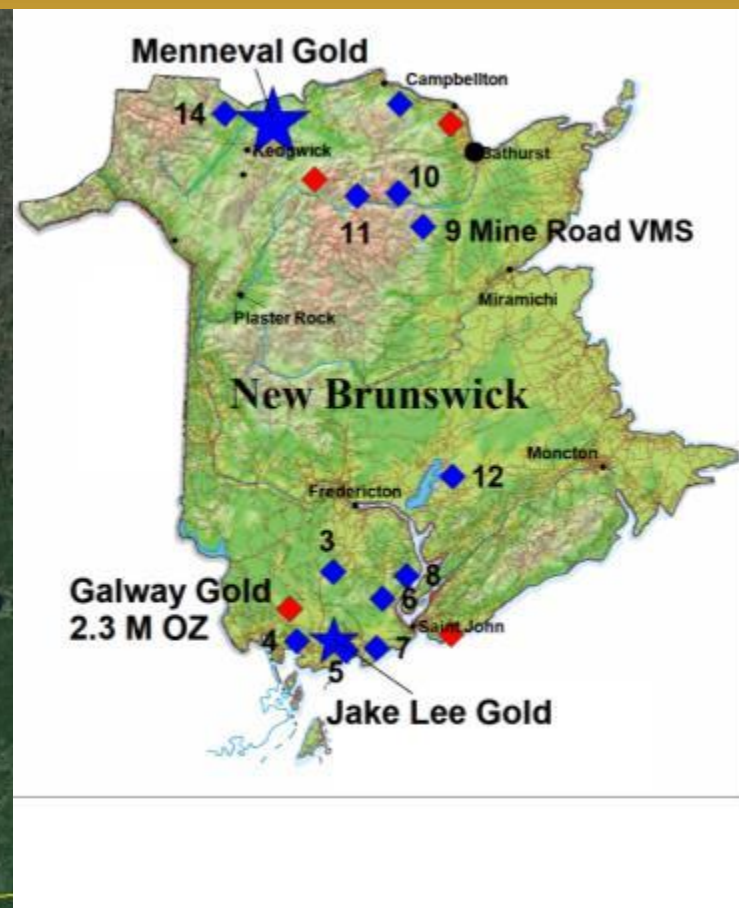 Menneval Gold
Campbellton
14
Kedgwick
Bathurst
10
11
9 Mine Road VMS
Miramichi
Plaster Rock
New Brunswick
Moncton
12
Fredericton
3
8
Galway Gold
2.3 M OZ
6
Saint John
4
7
5
Jake Lee Gold